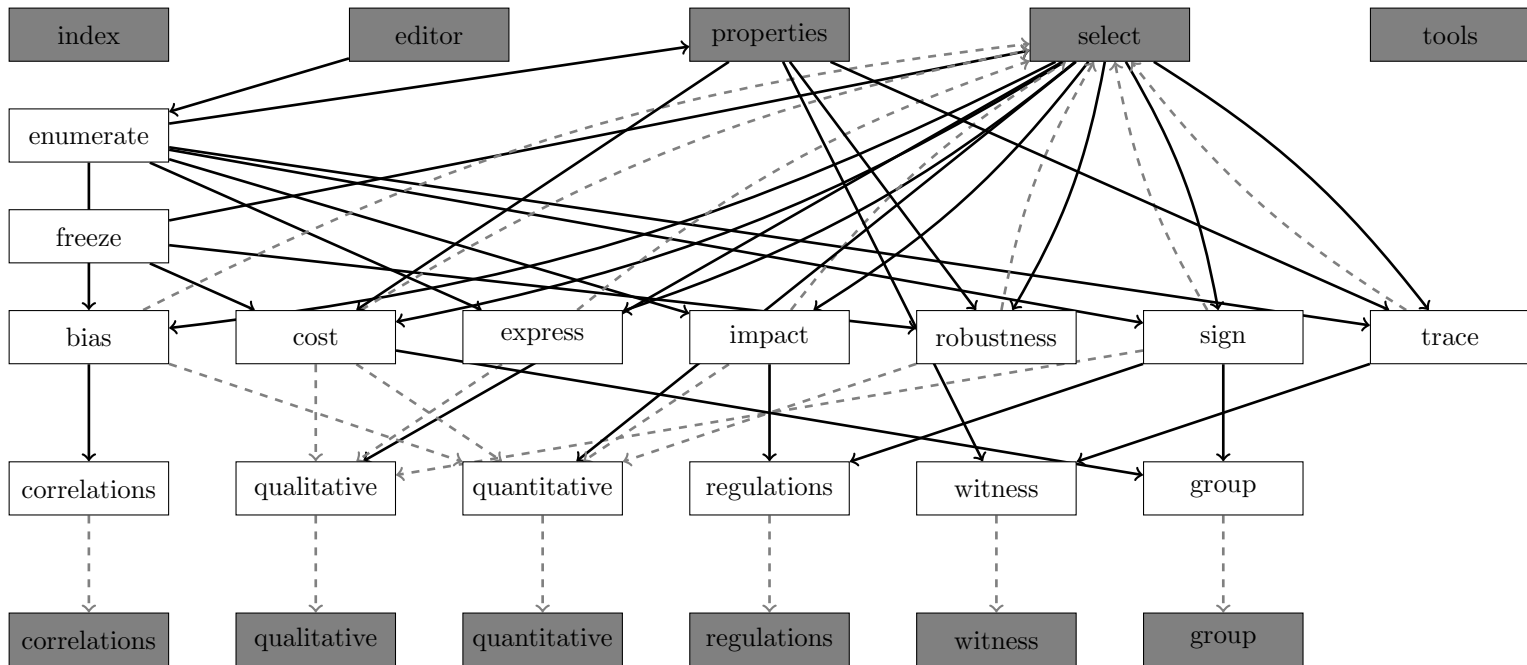 index
editor
properties
select
tools
enumerate
freeze
bias
cost
express
impact
robustness
sign
trace
correlations
qualitative
quantitative
regulations
witness
group
correlations
qualitative
quantitative
regulations
witness
group